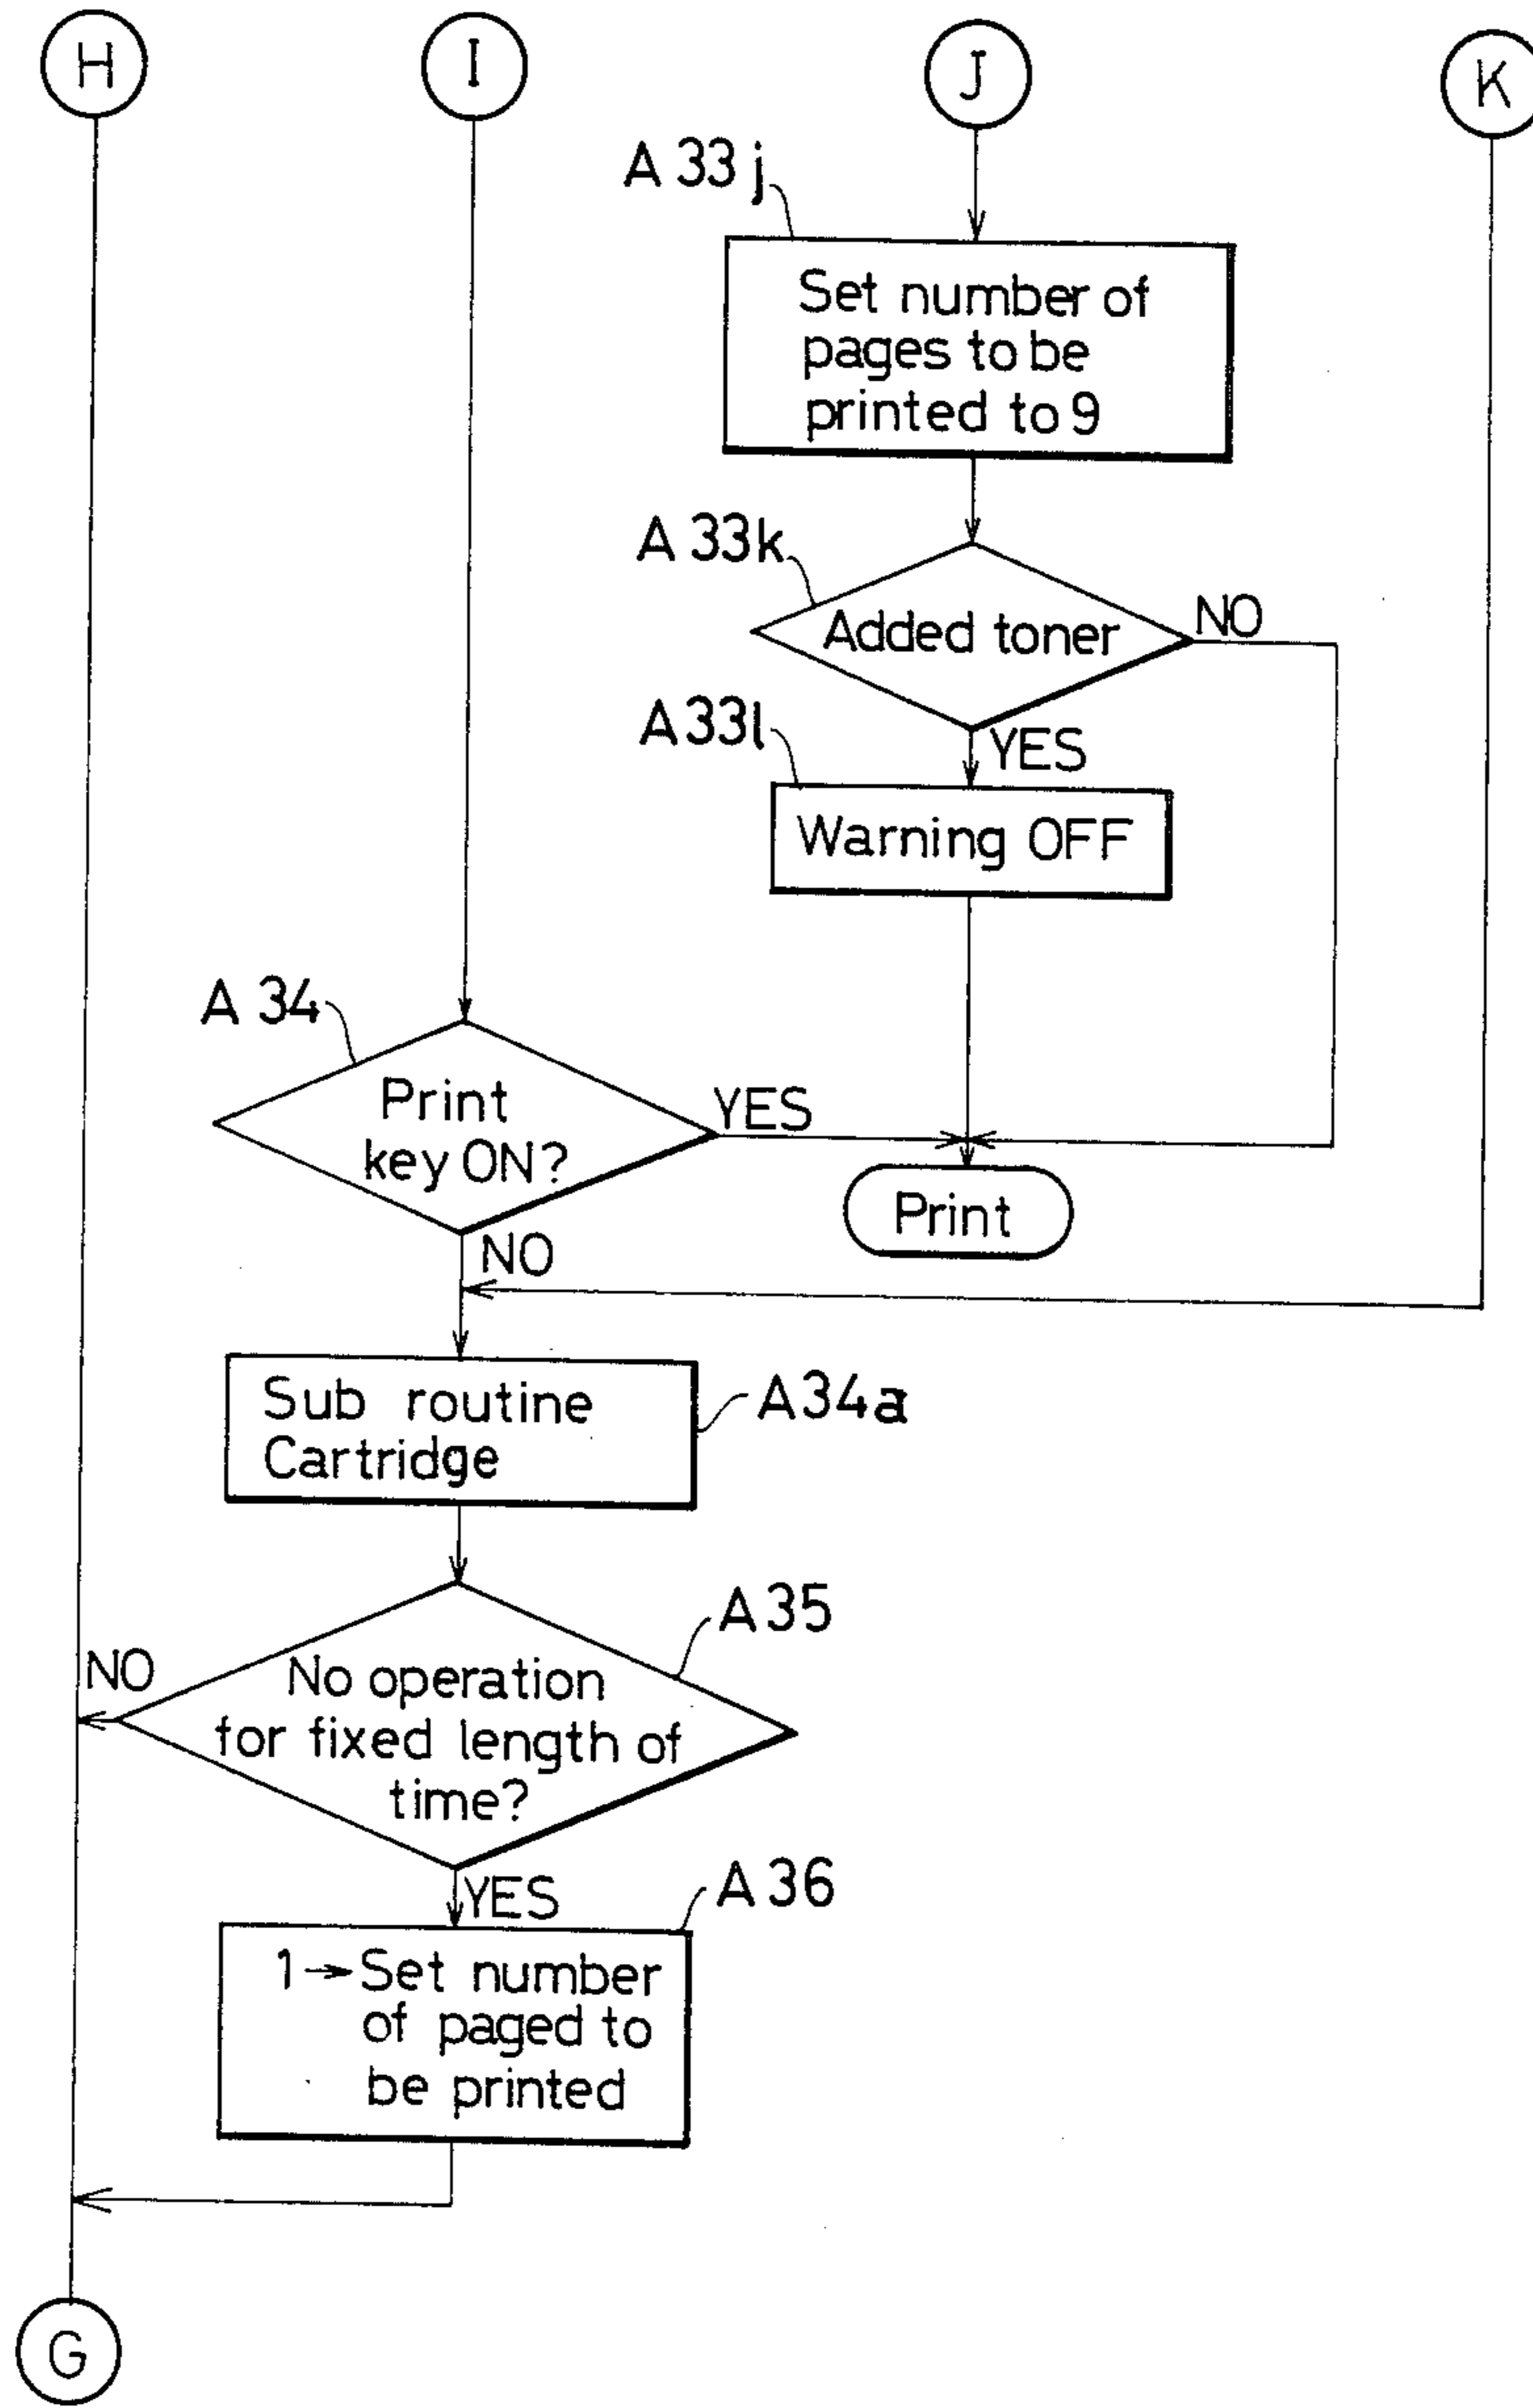 H
I
J
K
A 33 j
Set number of
pages to be
printed to 9
A 33k
Added toner
NO
A 33l
YES
Warning OFF
A 34
Print
key ON?
YES
Print
NO
Sub routine
Cartridge
A34a
A 35
NO
No operation
for fixed length of
time?
YES
A 36
1→Set number
of paged to
be printed
G